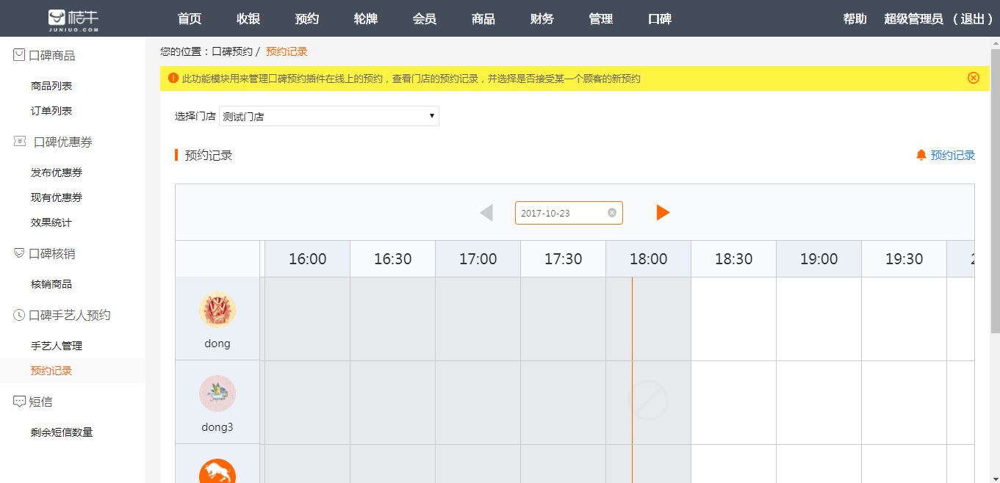 桔牛
JUNIUO.COM
首页 收银 预约 轮牌 会员 商品 财务 管理 口碑 帮助 超级管理员 (退出)
口碑商品
商品列表
订单列表
口碑优惠券
发布优惠券
现有优惠券
效果统计
口碑核销
核销商品
口碑手艺人预约
手艺人管理
预约记录
短信
剩余短信数量
您的位置：口碑预约 / 预约记录
此功能模块用来管理口碑预约插件在线上的预约，查看门店的预约记录，并选择是否接受某一个顾客的新预约
选择门店 测试门店
预约记录 预约记录
2017-10-23
16:00 16:30 17:00 17:30 18:00 18:30 19:00 19:30
dong
dong3